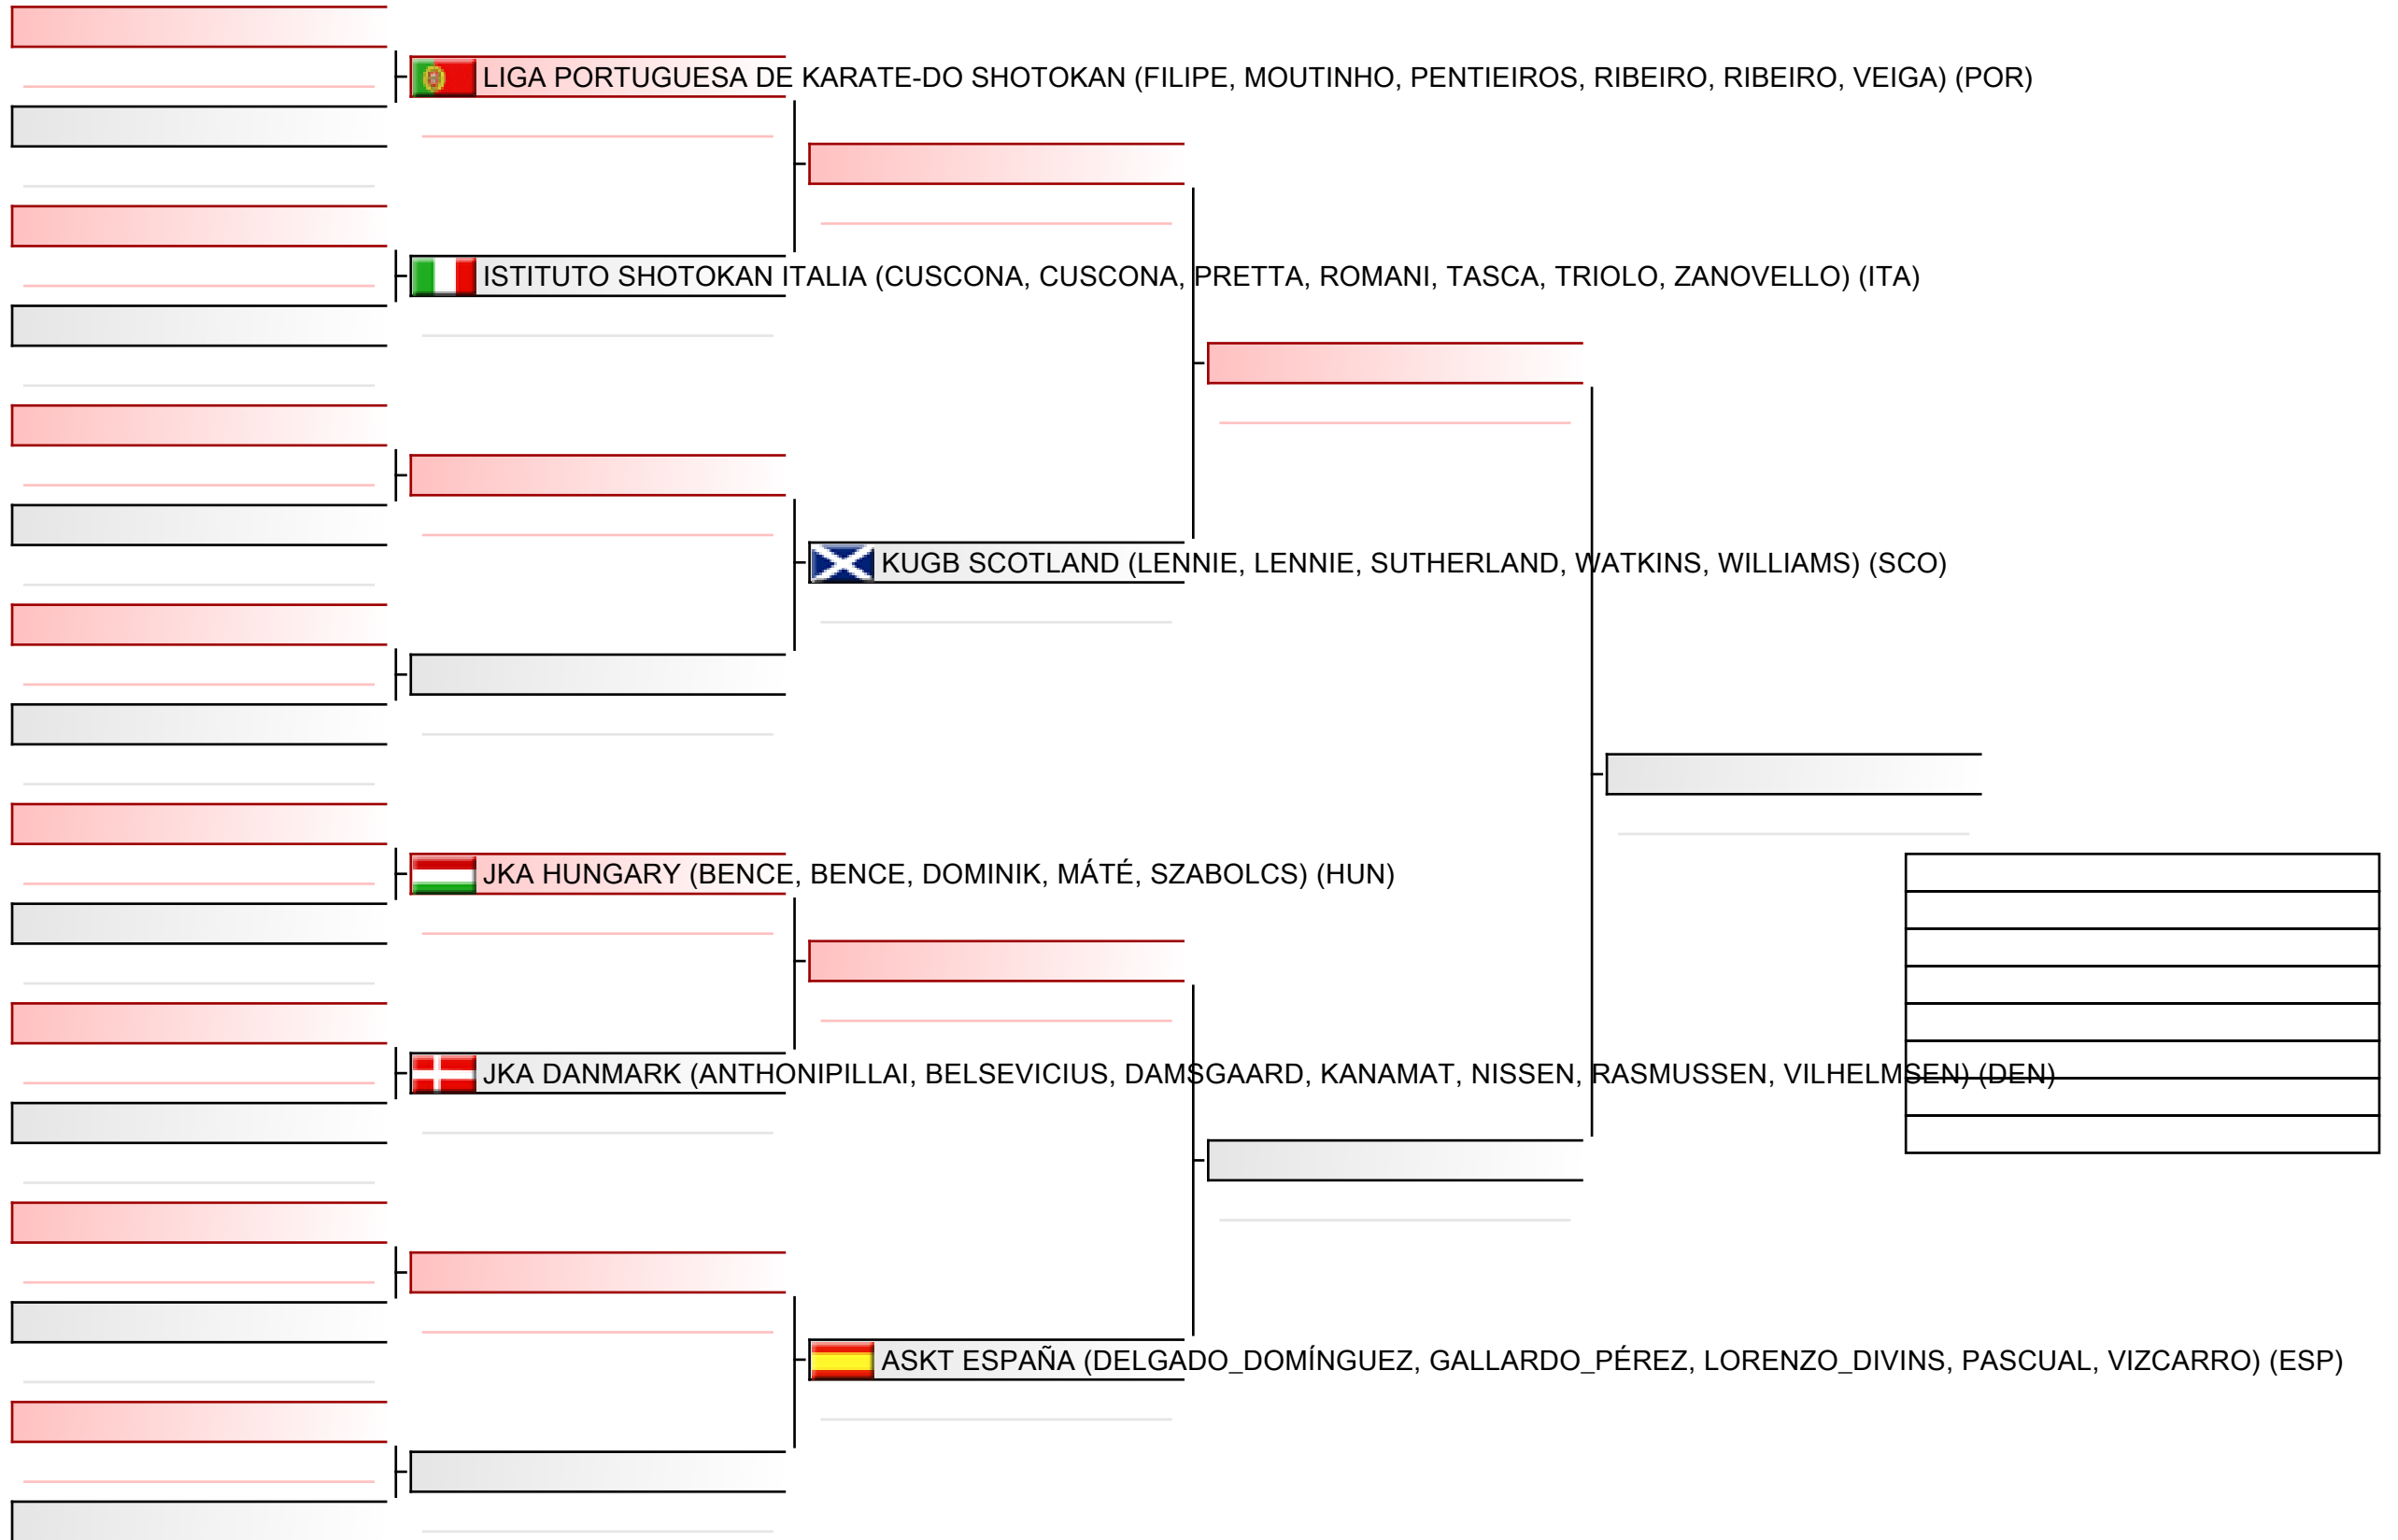 LIGA PORTUGUESA DE KARATE-DO SHOTOKAN (FILIPE, MOUTINHO, PENTIEIROS, RIBEIRO, RIBEIRO, VEIGA) (POR)
ISTITUTO SHOTOKAN ITALIA (CUSCONA, CUSCONA, PRETTA, ROMANI, TASCA, TRIOLO, ZANOVELLO) (ITA)
KUGB SCOTLAND (LENNIE, LENNIE, SUTHERLAND, WATKINS, WILLIAMS) (SCO)
JKA HUNGARY (BENCE, BENCE, DOMINIK, MÁTÉ, SZABOLCS) (HUN)
JKA DANMARK (ANTHONIPILLAI, BELSEVICIUS, DAMSGAARD, KANAMAT, NISSEN, RASMUSSEN, VILHELMSEN) (DEN)
ASKT ESPAÑA (DELGADO_DOMÍNGUEZ, GALLARDO_PÉREZ, LORENZO_DIVINS, PASCUAL, VIZCARRO) (ESP)